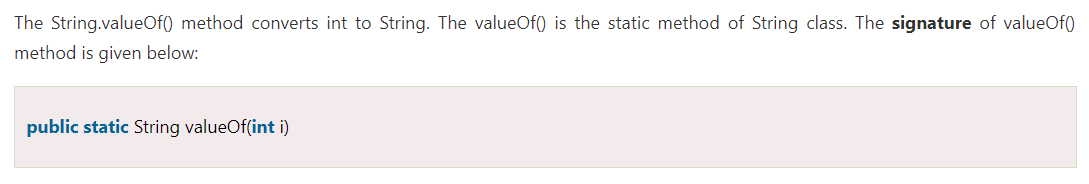 The String.valueOf() method converts int to String. The valueOf() is the static method of String class. The signature of valueOf()
method is given below:
public static String valueOf(int i)